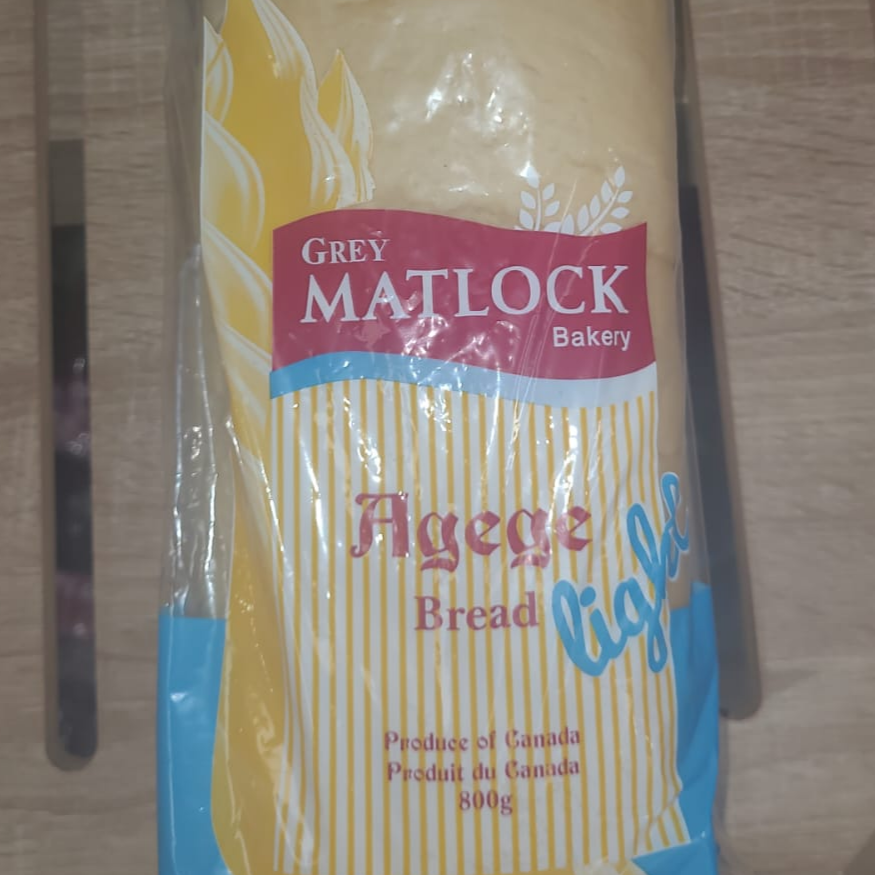 GREY
MATLOCK
Bakery
Agege
Bread
light
Produce of Canada
Produit du Canada
800g